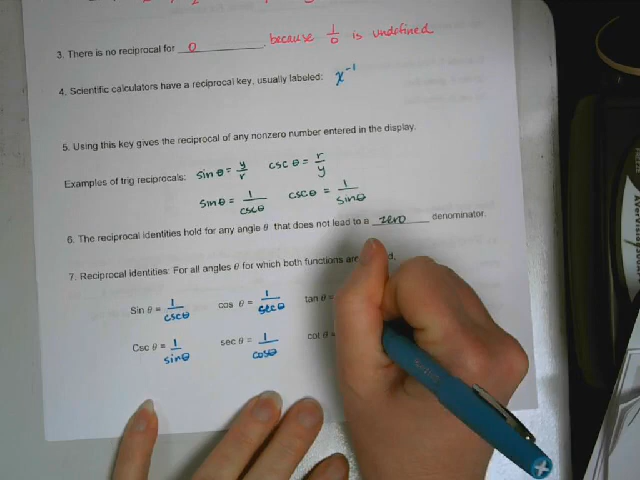 3. There is no reciprocal for 0 because 1/0 is undefined
4. Scientific calculators have a reciprocal key, usually labeled: x⁻¹
5. Using this key gives the reciprocal of any nonzero number entered in the display.
Examples of trig reciprocals: sin θ = y/r csc θ = r/y
sin θ = 1/cscθ cscθ = 1/sinθ
6. The reciprocal identities hold for any angle θ that does not lead to a zero denominator.
7. Reciprocal identities: For all angles θ for which both functions are
Sin θ = 1/cscθ cos θ = 1/secθ tan θ =
Csc θ = 1/sinθ sec θ = 1/cosθ cot θ =